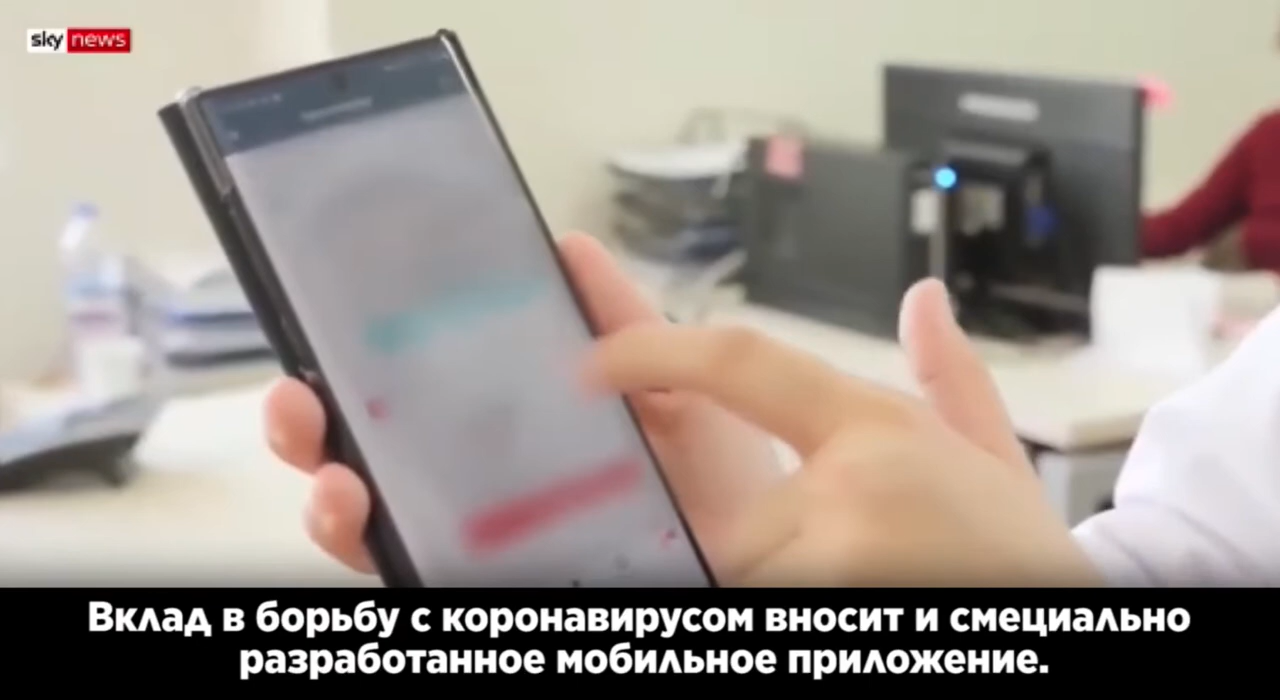 sky news
Вклад в борьбу с коронавирусом вносит и смециально
разработанное мобильное приложение.